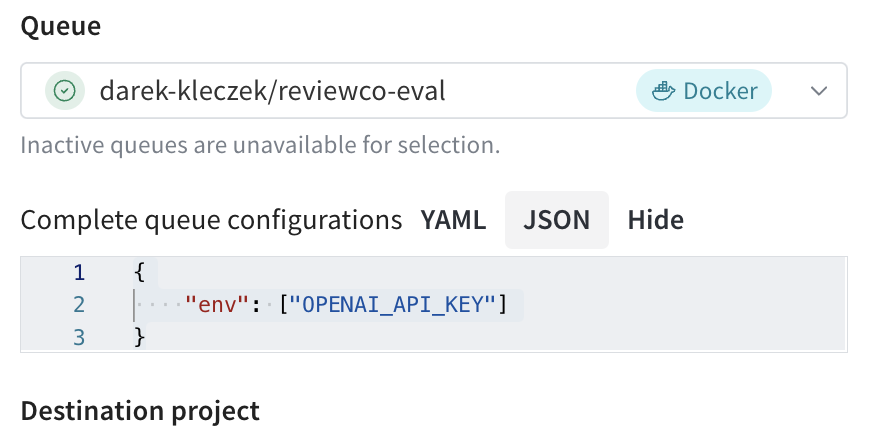 Queue
darek-kleczek/reviewco-eval Docker
Inactive queues are unavailable for selection.
Complete queue configurations YAML JSON Hide
1 {
2 ····"env":·["OPENAI_API_KEY"]
3 }
Destination project